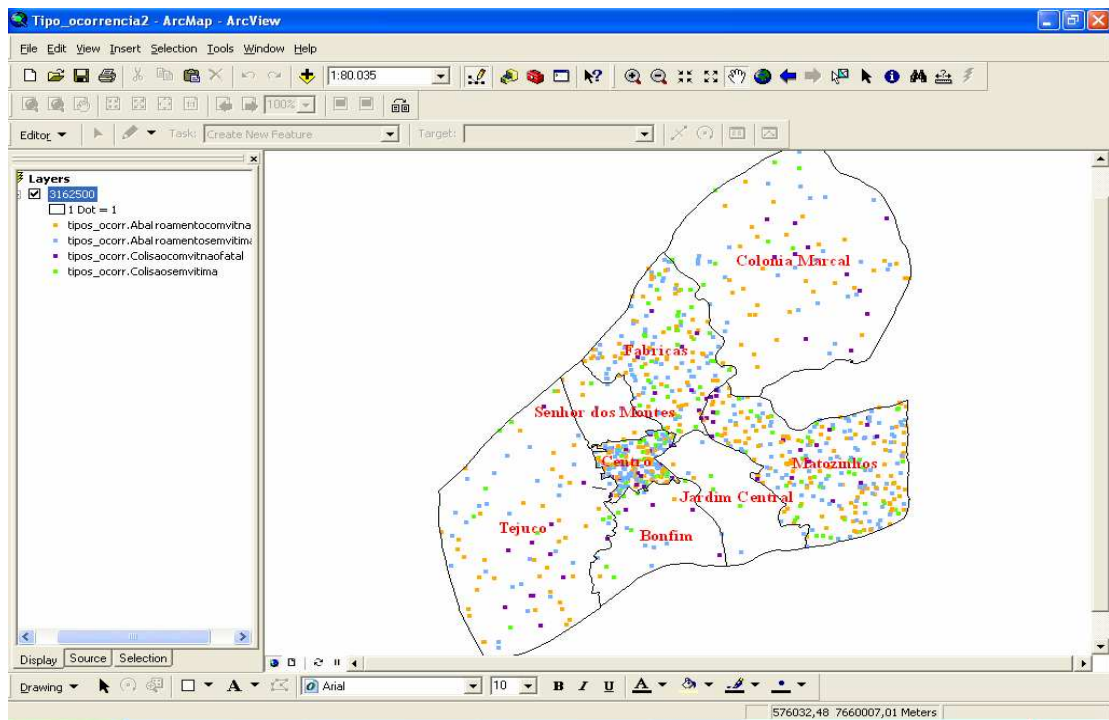 Tipo_ocorrencia2 - ArcMap - ArcView
File Edit View Insert Selection Tools Window Help
1:80.035
100%
Editor Task: Create New Feature Target:
Layers
3162500
1 Dot = 1
tipos_ocorr.Abalroamentocomvitna
tipos_ocorr.Abalroamentosemvitima
tipos_ocorr.Colisaocomvitnaofatal
tipos_ocorr.Colisaosemvitima
Colonia Marcal
Fabricas
Senhor dos Montes
Centro
Matozinhos
Jardim Central
Tejuco
Bonfim
Display Source Selection
Drawing A Arial 10 B I U A
576032,48 7660007,01 Meters